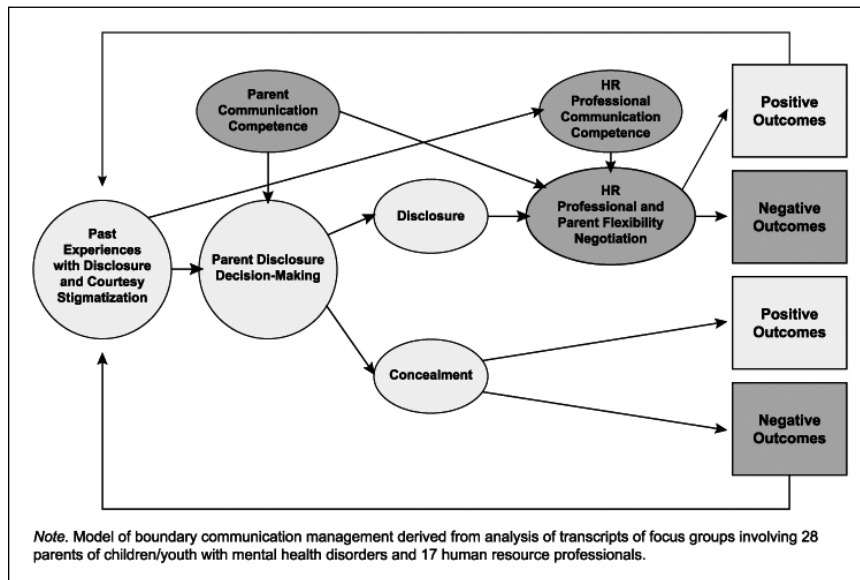 Parent
Communication
Competence
HR
Professional
Communication
Competence
Positive
Outcomes
Past
Experiences
with Disclosure
and Courtesy
Stigmatization
Parent Disclosure
Decision-Making
Disclosure
HR
Professional and
Parent Flexibility
Negotiation
Negative
Outcomes
Concealment
Positive
Outcomes
Negative
Outcomes
Note. Model of boundary communication management derived from analysis of transcripts of focus groups involving 28
parents of children/youth with mental health disorders and 17 human resource professionals.